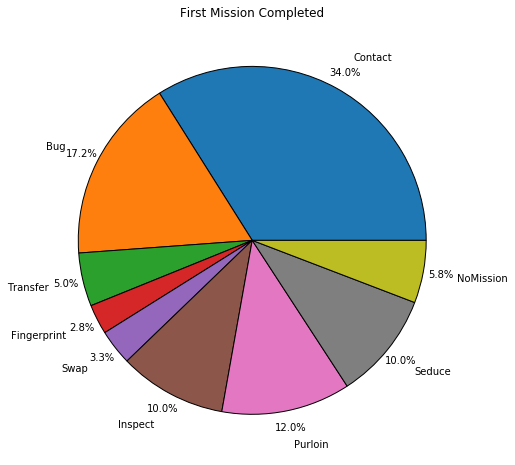 First Mission Completed
Contact
34.0%
Bug
17.2%
Transfer
5.0%
Fingerprint
2.8%
Swap
3.3%
Inspect
10.0%
Purloin
12.0%
Seduce
10.0%
NoMission
5.8%